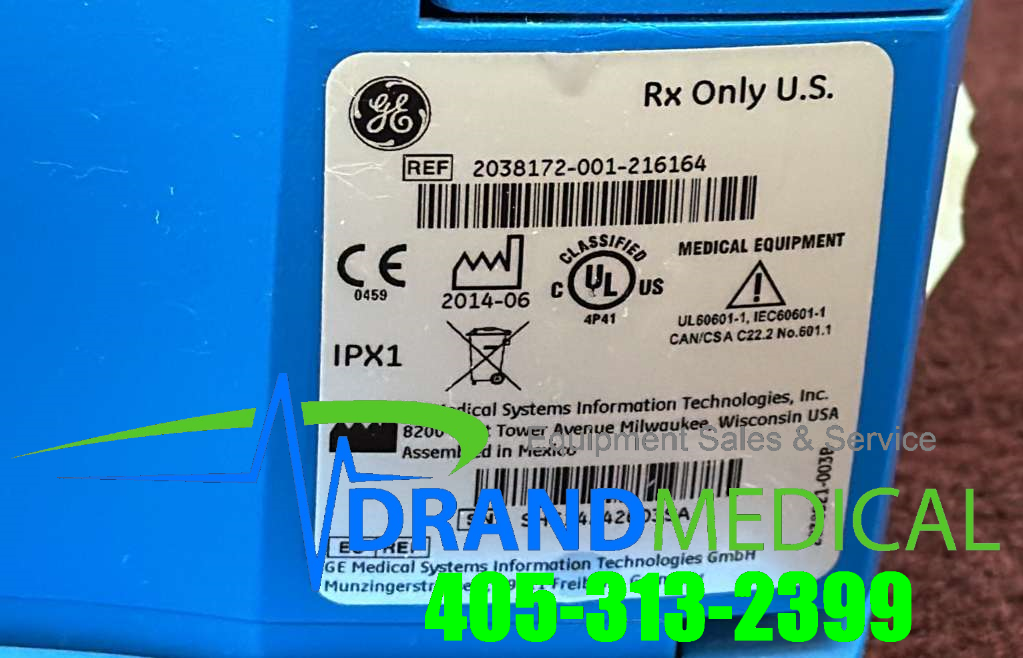 GE
Rx Only U.S.
REF 2038172-001-216164
CE
0459
2014-06
CLASSIFIED
C UL US
4P41
MEDICAL EQUIPMENT
UL60601-1, IEC60601-1
CAN/CSA C22.2 No.601.1
IPX1
Medical Systems Information Technologies, Inc.
8200 Tower Avenue Milwaukee, Wisconsin USA
Assembled in Mexico
Equipment Sales & Service
SN
DRANDMEDICAL
EC REP
GE Medical Systems Information Technologies GmbH
405-313-2399